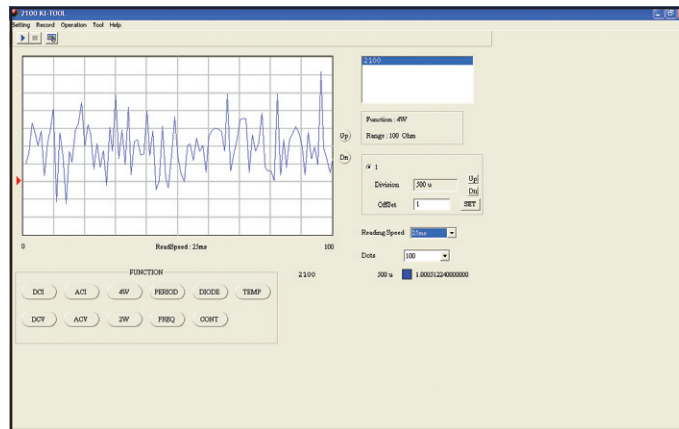 2100 KI-TOOL
Setting Record Operation Tool Help
2100
Function : 4W
Range : 100 Ohm
Up
Dn
1
Division 500 u Up
Dn
OffSet 1 SET
Reading Speed 25ms
0 ReadSpeed : 25ms 100
Dots 100
FUNCTION 2100 500 u 1.000512240000000
DCI ACI 4W PERIOD DIODE TEMP
DCV ACV 2W FREQ CONT